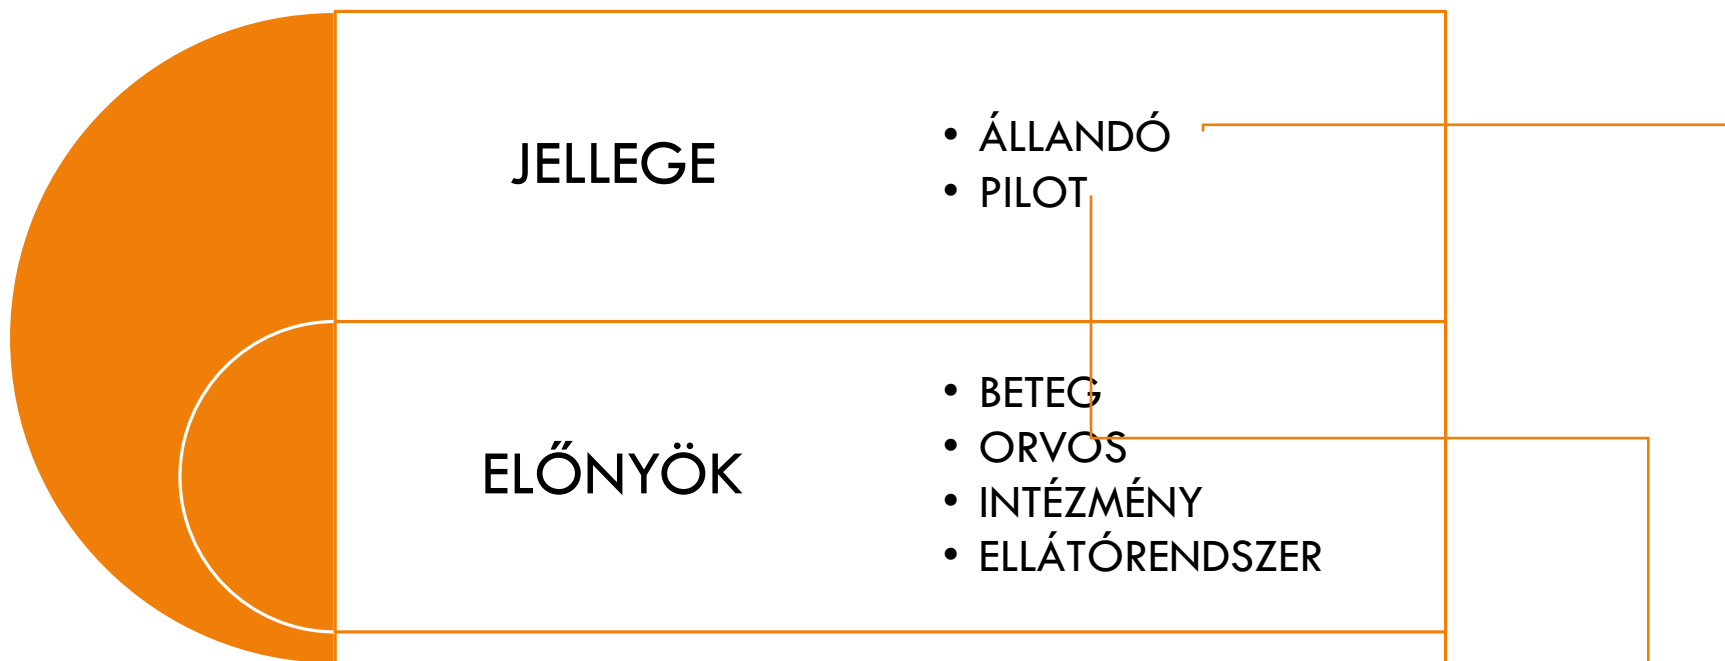 JELLEGE
• ÁLLANDÓ
• PILOT
ELŐNYÖK
• BETEG
• ORVOS
• INTÉZMÉNY
• ELLÁTÓRENDSZER